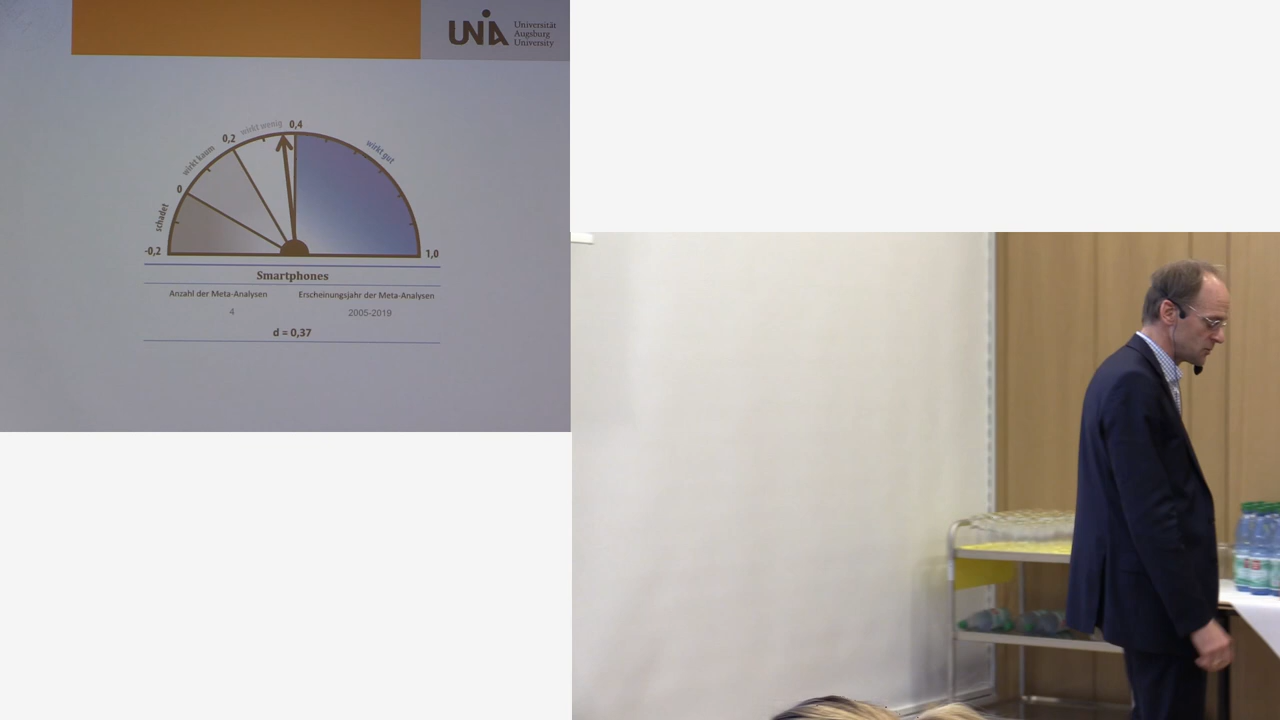 UNIA Universität
Augsburg
University
wirkt wenig 0,4
0,2
wirkt kaum
wirkt gut
0
schadet
-0,2
1,0
Smartphones
Anzahl der Meta-Analysen Erscheinungsjahr der Meta-Analysen
4 2005-2019
d = 0,37